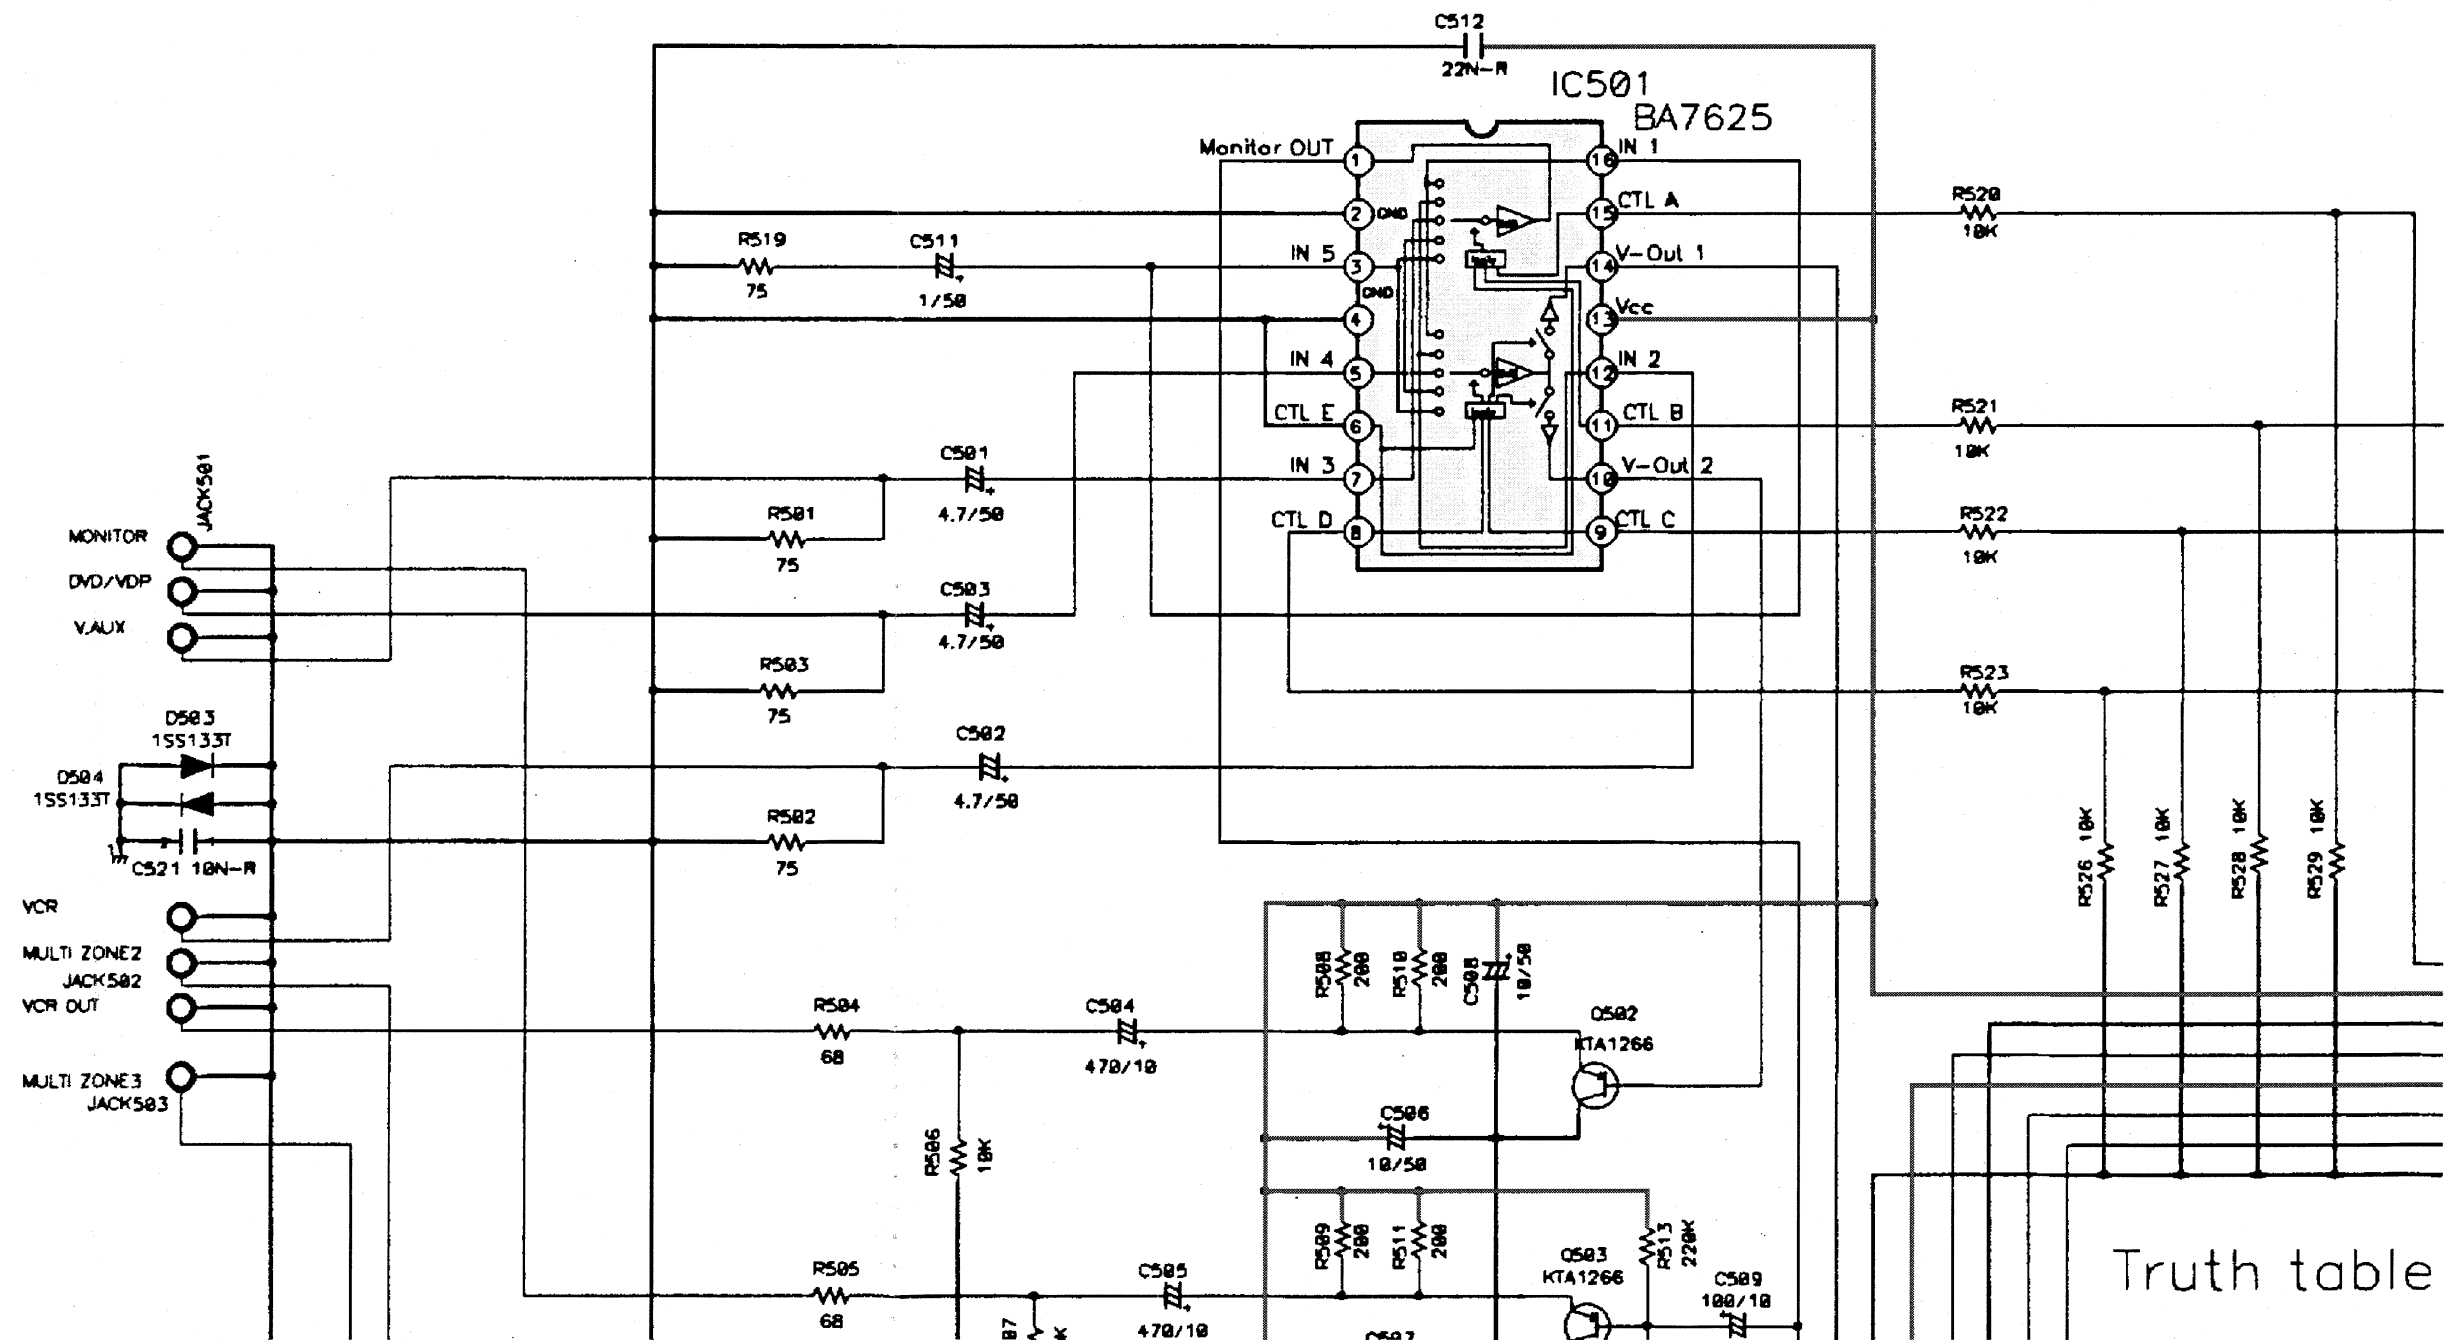 C512
22N-R
IC501
BA7625
Monitor OUT
1
16
IN 1
2
GND
15
CTL A
R520
10K
R519
75
C511
1/50
IN 5
3
GND
14
V-Out 1
4
13
Vcc
IN 4
5
12
IN 2
CTL E
6
11
CTL B
R521
10K
C501
4.7/50
IN 3
7
10
V-Out 2
R501
75
CTL D
8
9
CTL C
R522
10K
JACK501
MONITOR
DVD/VDP
V.AUX
C503
4.7/50
R503
75
R523
10K
D503
1SS133T
D504
1SS133T
C521 10N-R
C502
4.7/50
R502
75
R526 10K
R527 10K
R528 10K
R529 10K
VCR
MULTI ZONE2
JACK502
VCR OUT
MULTI ZONE3
JACK503
R504
68
C504
470/10
R508
200
R510
200
C508
10/50
Q502
KTA1266
R506
10K
C506
10/50
R509
200
R511
200
R513
220K
Q503
KTA1266
C509
100/10
R505
68
C505
470/10
C507
Truth table